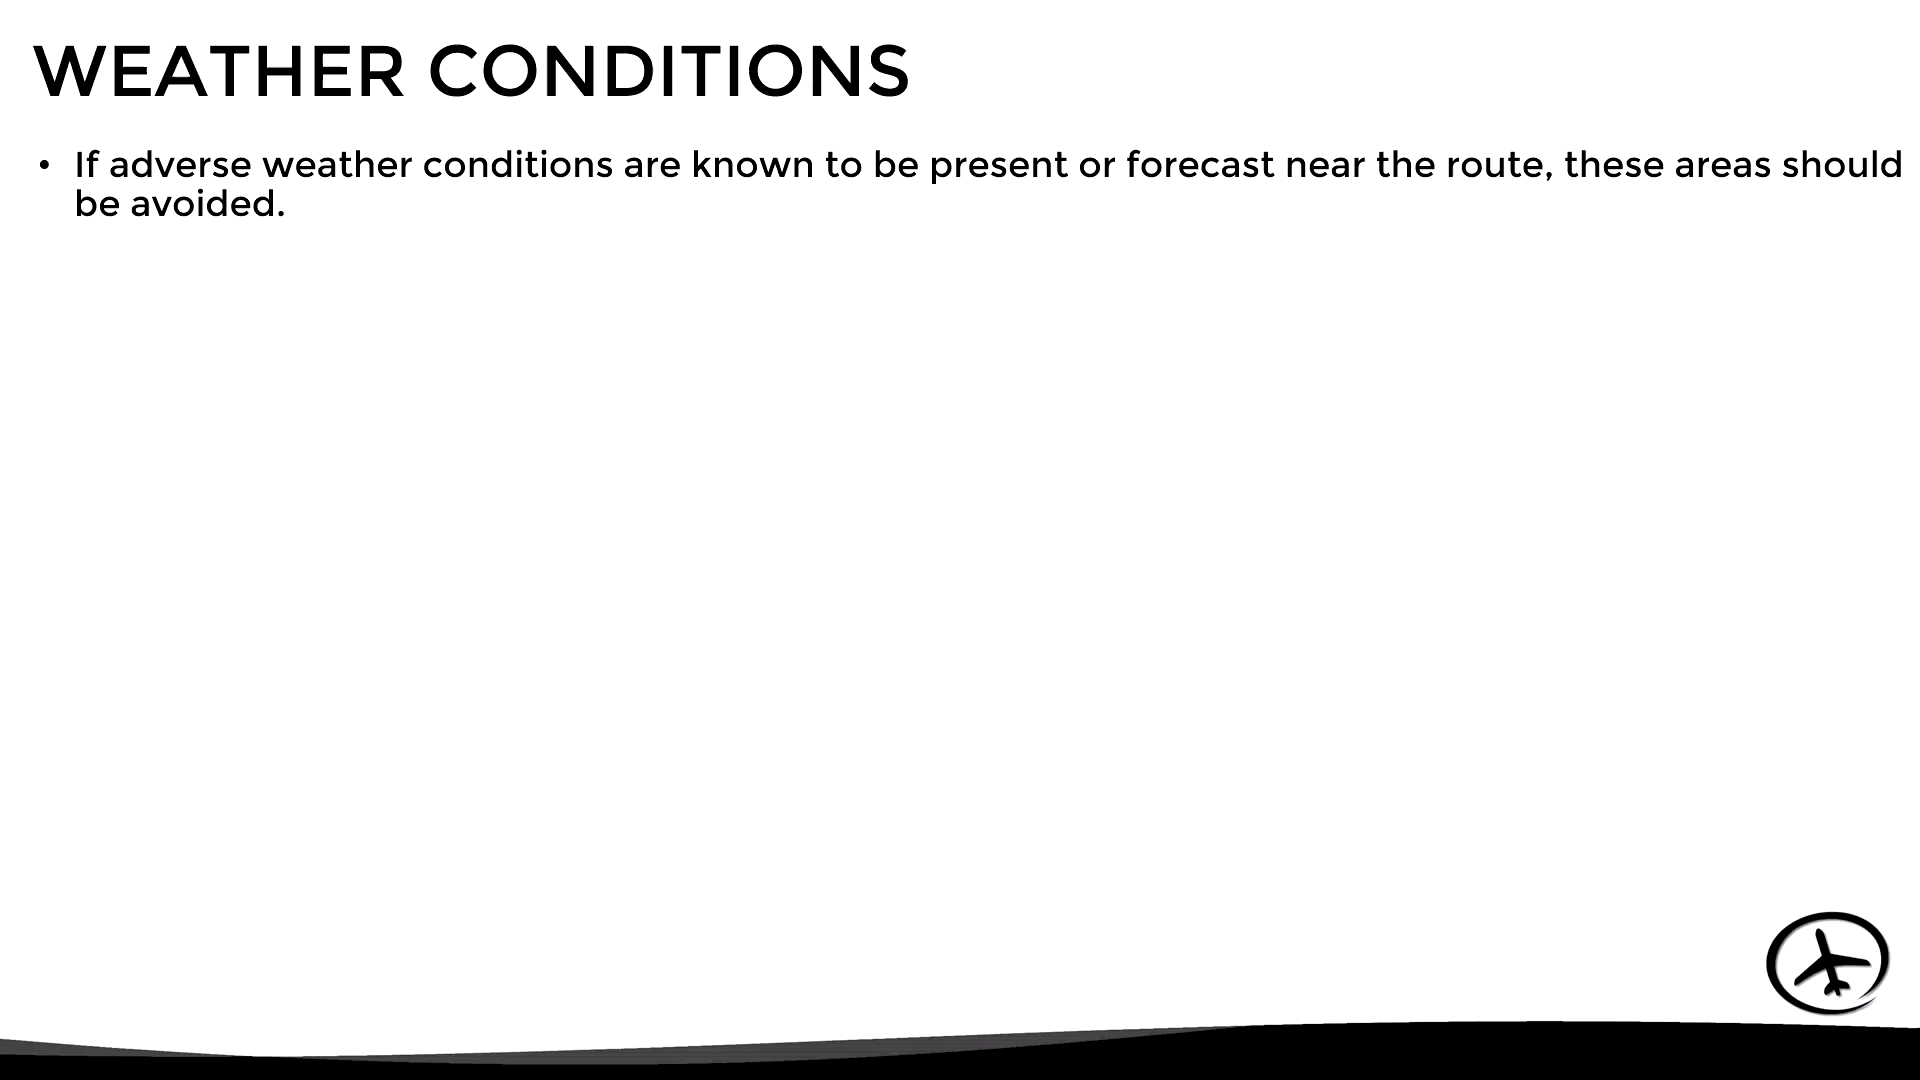 WEATHER CONDITIONS
• If adverse weather conditions are known to be present or forecast near the route, these areas should
be avoided.